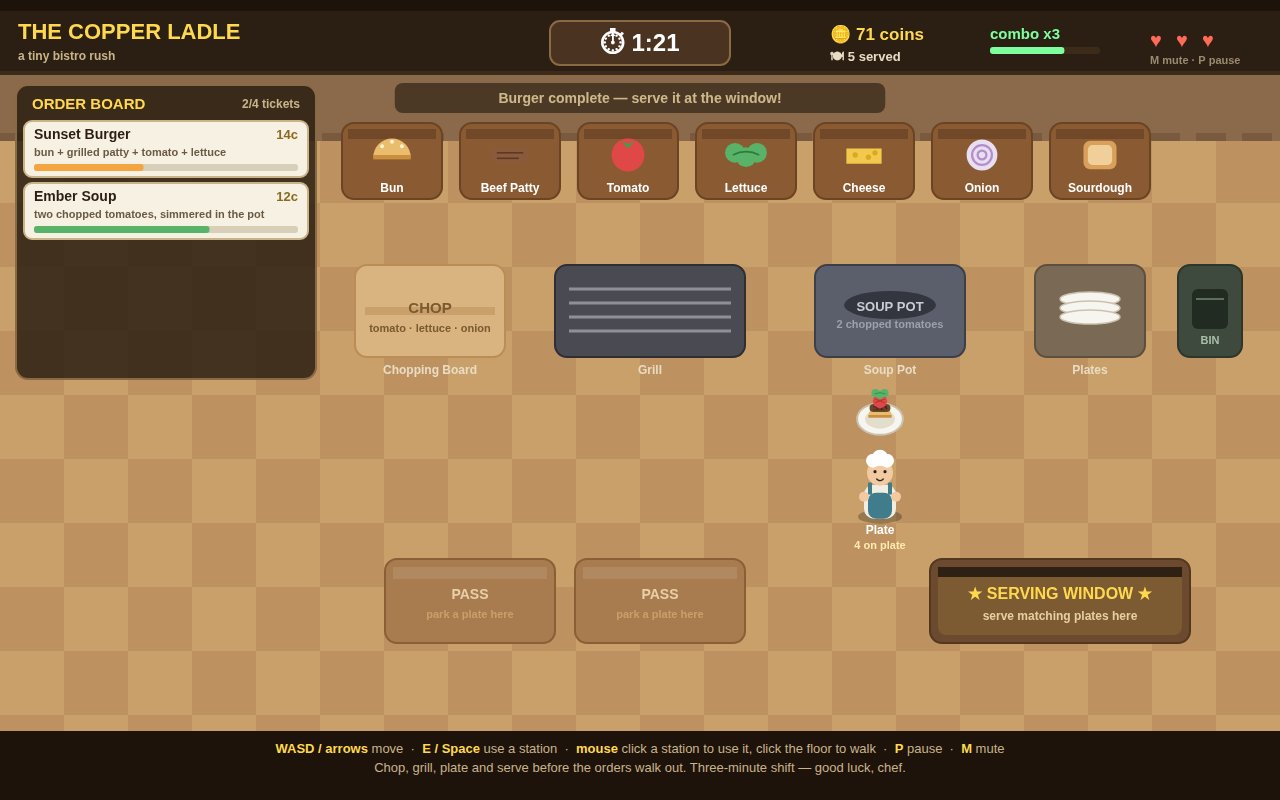 THE COPPER LADLE
a tiny bistro rush
⏱ 1:21
🪙 71 coins
🍽 5 served
combo x3
♥ ♥ ♥
M mute · P pause
ORDER BOARD
2/4 tickets
Burger complete — serve it at the window!
Sunset Burger 14c
bun + grilled patty + tomato + lettuce
Ember Soup 12c
two chopped tomatoes, simmered in the pot
Bun
Beef Patty
Tomato
Lettuce
Cheese
Onion
Sourdough
CHOP
tomato · lettuce · onion
Chopping Board
Grill
SOUP POT
2 chopped tomatoes
Soup Pot
Plates
BIN
Plate
4 on plate
PASS
park a plate here
PASS
park a plate here
★ SERVING WINDOW ★
serve matching plates here
WASD / arrows move · E / Space use a station · mouse click a station to use it, click the floor to walk · P pause · M mute
Chop, grill, plate and serve before the orders walk out. Three-minute shift — good luck, chef.